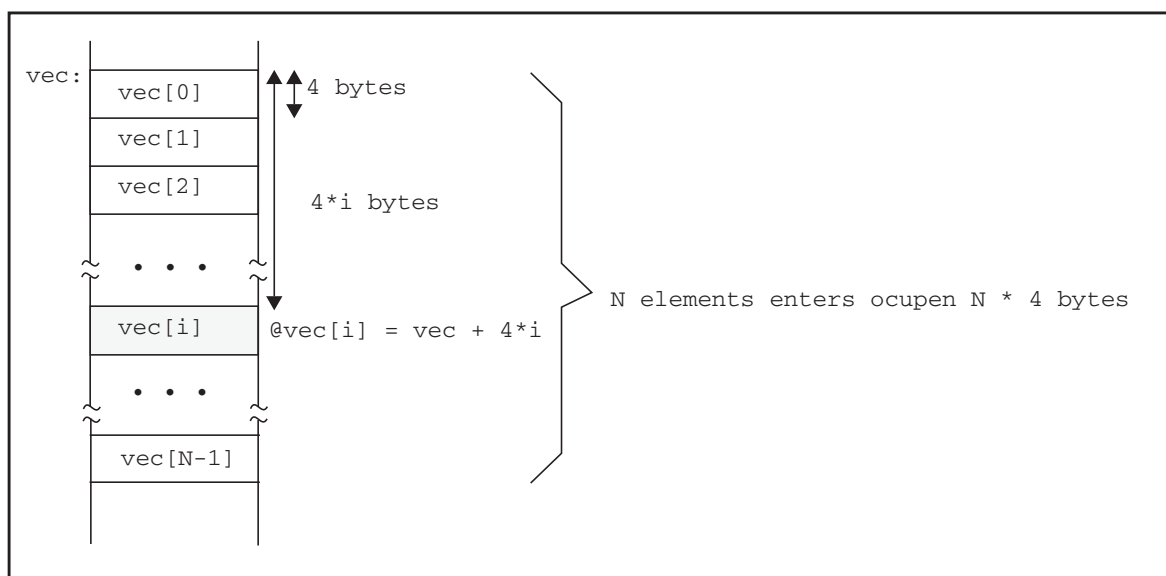 vec:
vec[0]
4 bytes
vec[1]
vec[2]
4*i bytes
• • •
N elements enters ocupen N * 4 bytes
vec[i]
@vec[i] = vec + 4*i
• • •
vec[N-1]